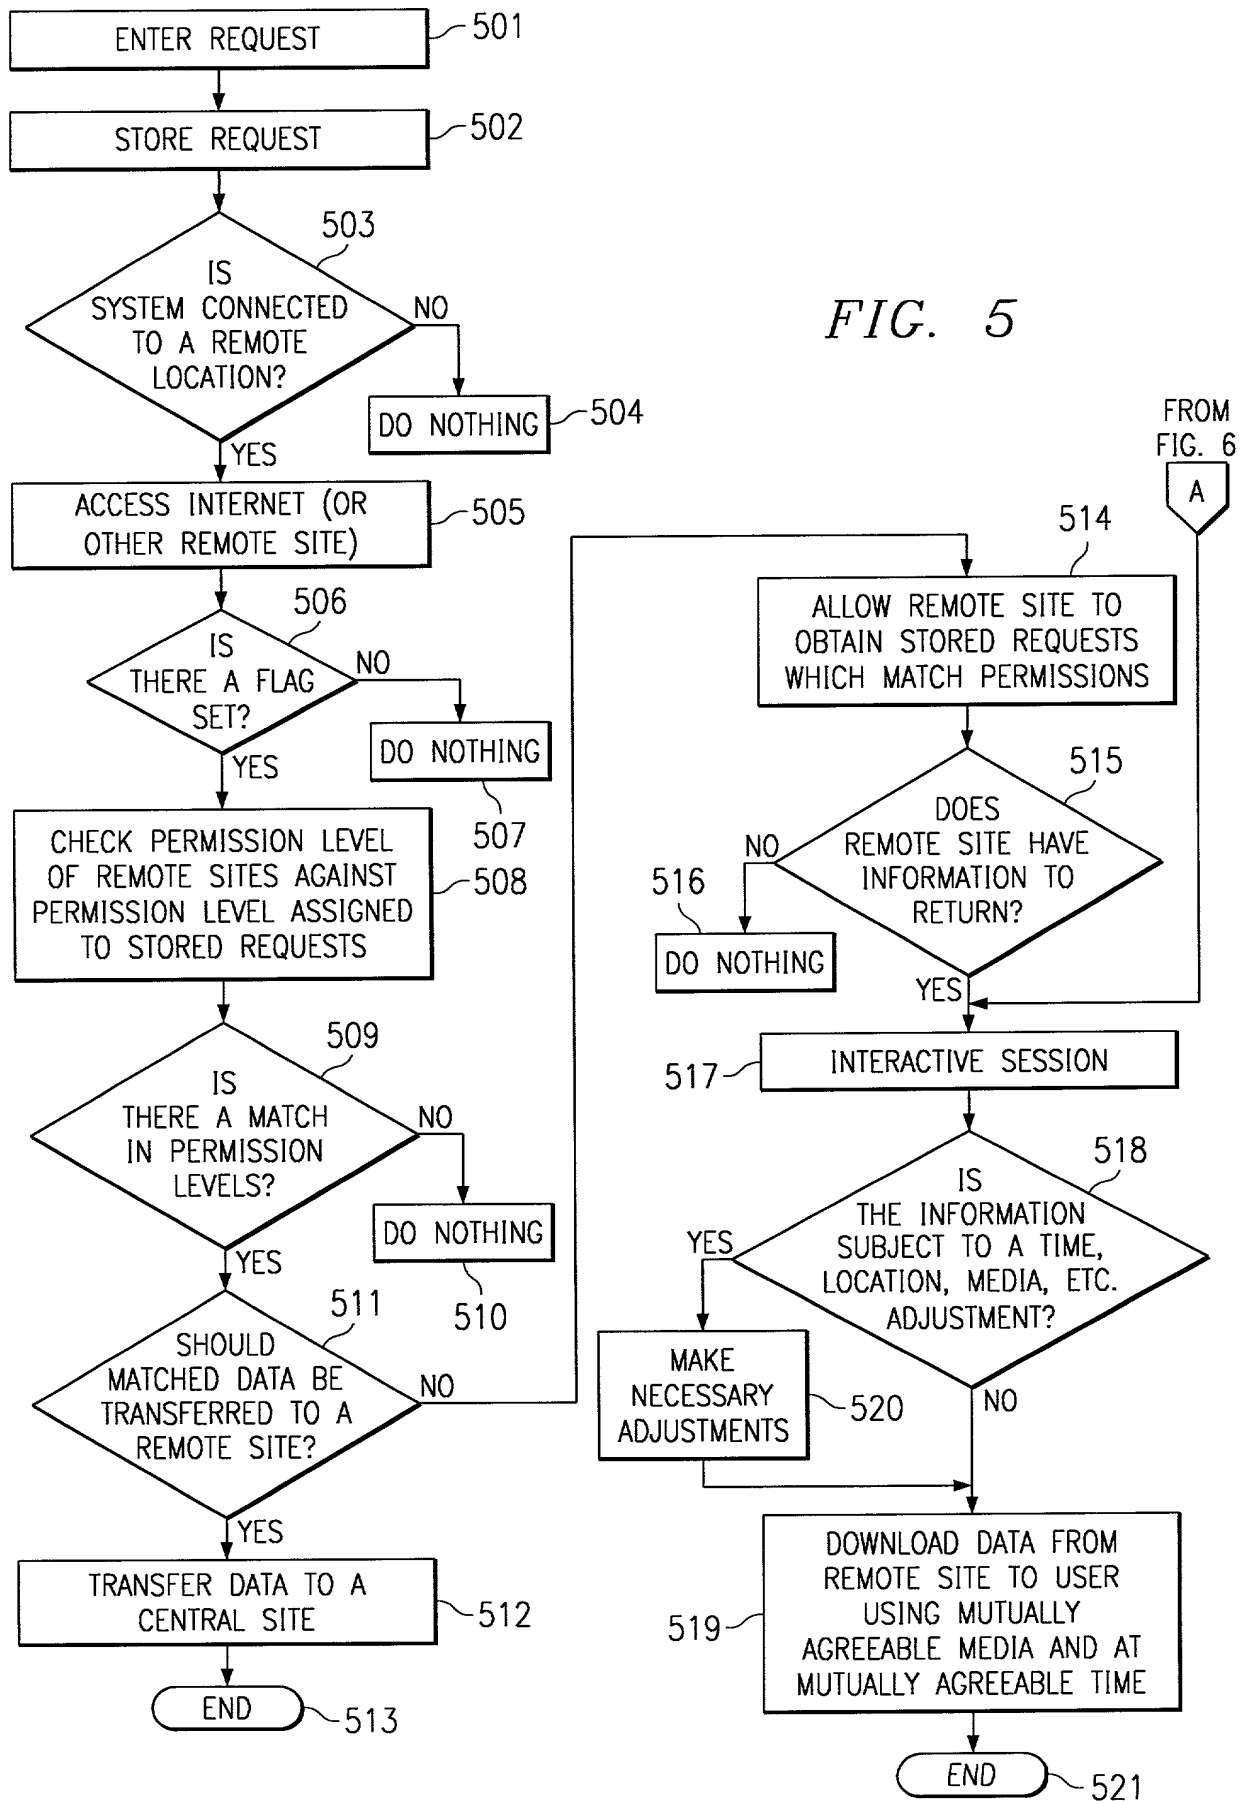 ENTER REQUEST
501
STORE REQUEST
502
503
IS
SYSTEM CONNECTED
TO A REMOTE
LOCATION?
NO
DO NOTHING
504
YES
ACCESS INTERNET (OR
OTHER REMOTE SITE)
505
506
IS
THERE A FLAG
SET?
NO
DO NOTHING
507
YES
CHECK PERMISSION LEVEL
OF REMOTE SITES AGAINST
PERMISSION LEVEL ASSIGNED
TO STORED REQUESTS
508
509
IS
THERE A MATCH
IN PERMISSION
LEVELS?
NO
DO NOTHING
510
YES
511
SHOULD
MATCHED DATA BE
TRANSFERRED TO A
REMOTE SITE?
NO
YES
TRANSFER DATA TO A
CENTRAL SITE
512
END
513
FIG. 5
FROM
FIG. 6
A
514
ALLOW REMOTE SITE TO
OBTAIN STORED REQUESTS
WHICH MATCH PERMISSIONS
515
DOES
REMOTE SITE HAVE
INFORMATION TO
RETURN?
NO
516
DO NOTHING
YES
517
INTERACTIVE SESSION
518
IS
THE INFORMATION
SUBJECT TO A TIME,
LOCATION, MEDIA, ETC.
ADJUSTMENT?
YES
MAKE
NECESSARY
ADJUSTMENTS
520
NO
DOWNLOAD DATA FROM
REMOTE SITE TO USER
USING MUTUALLY
AGREEABLE MEDIA AND AT
MUTUALLY AGREEABLE TIME
519
END
521